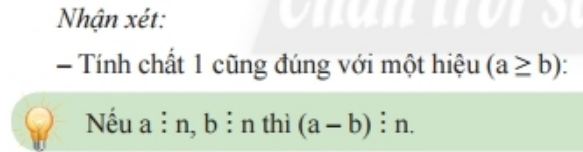 Nhận xét:
– Tính chất 1 cũng đúng với một hiệu (a ≥ b):
Nếu a ⋮ n, b ⋮ n thì (a – b) ⋮ n.